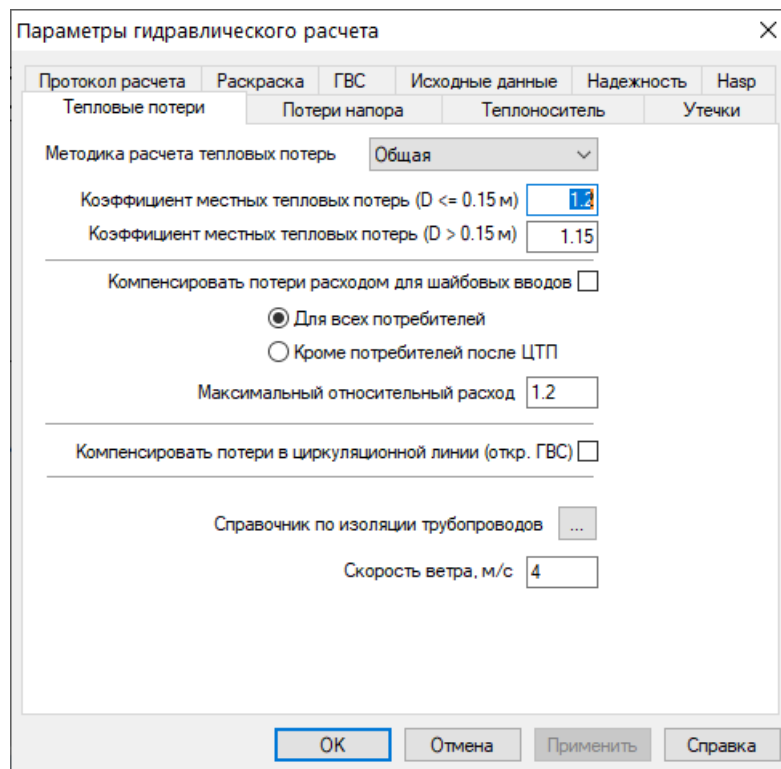 Параметры гидравлического расчета
Протокол расчета Раскраска ГВС Исходные данные Надежность Hasp
Тепловые потери Потери напора Теплоноситель Утечки
Методика расчета тепловых потерь Общая
Коэффициент местных тепловых потерь (D <= 0.15 м) 1.2
Коэффициент местных тепловых потерь (D > 0.15 м) 1.15
Компенсировать потери расходом для шайбовых вводов
Для всех потребителей
Кроме потребителей после ЦТП
Максимальный относительный расход 1.2
Компенсировать потери в циркуляционной линии (откр. ГВС)
Справочник по изоляции трубопроводов ...
Скорость ветра, м/с 4
OK Отмена Применить Справка